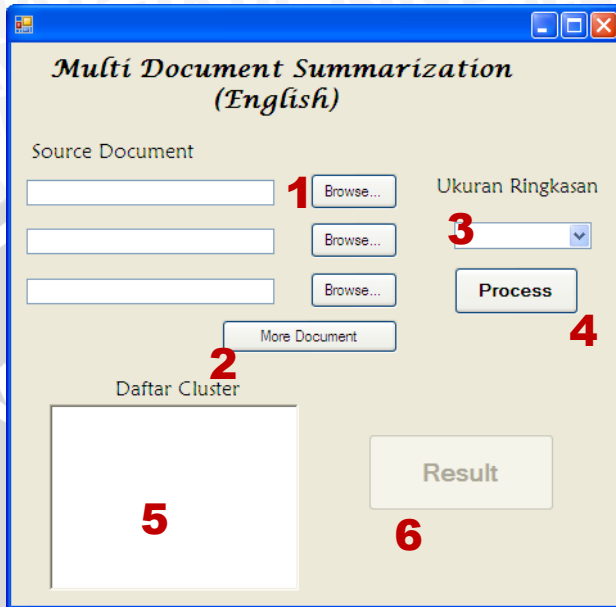 Multi Document Summarization
(English)
Source Document
1 Browse... Ukuran Ringkasan
Browse... 3
Browse... Process
4
More Document
2
Daftar Cluster
Result
5
6